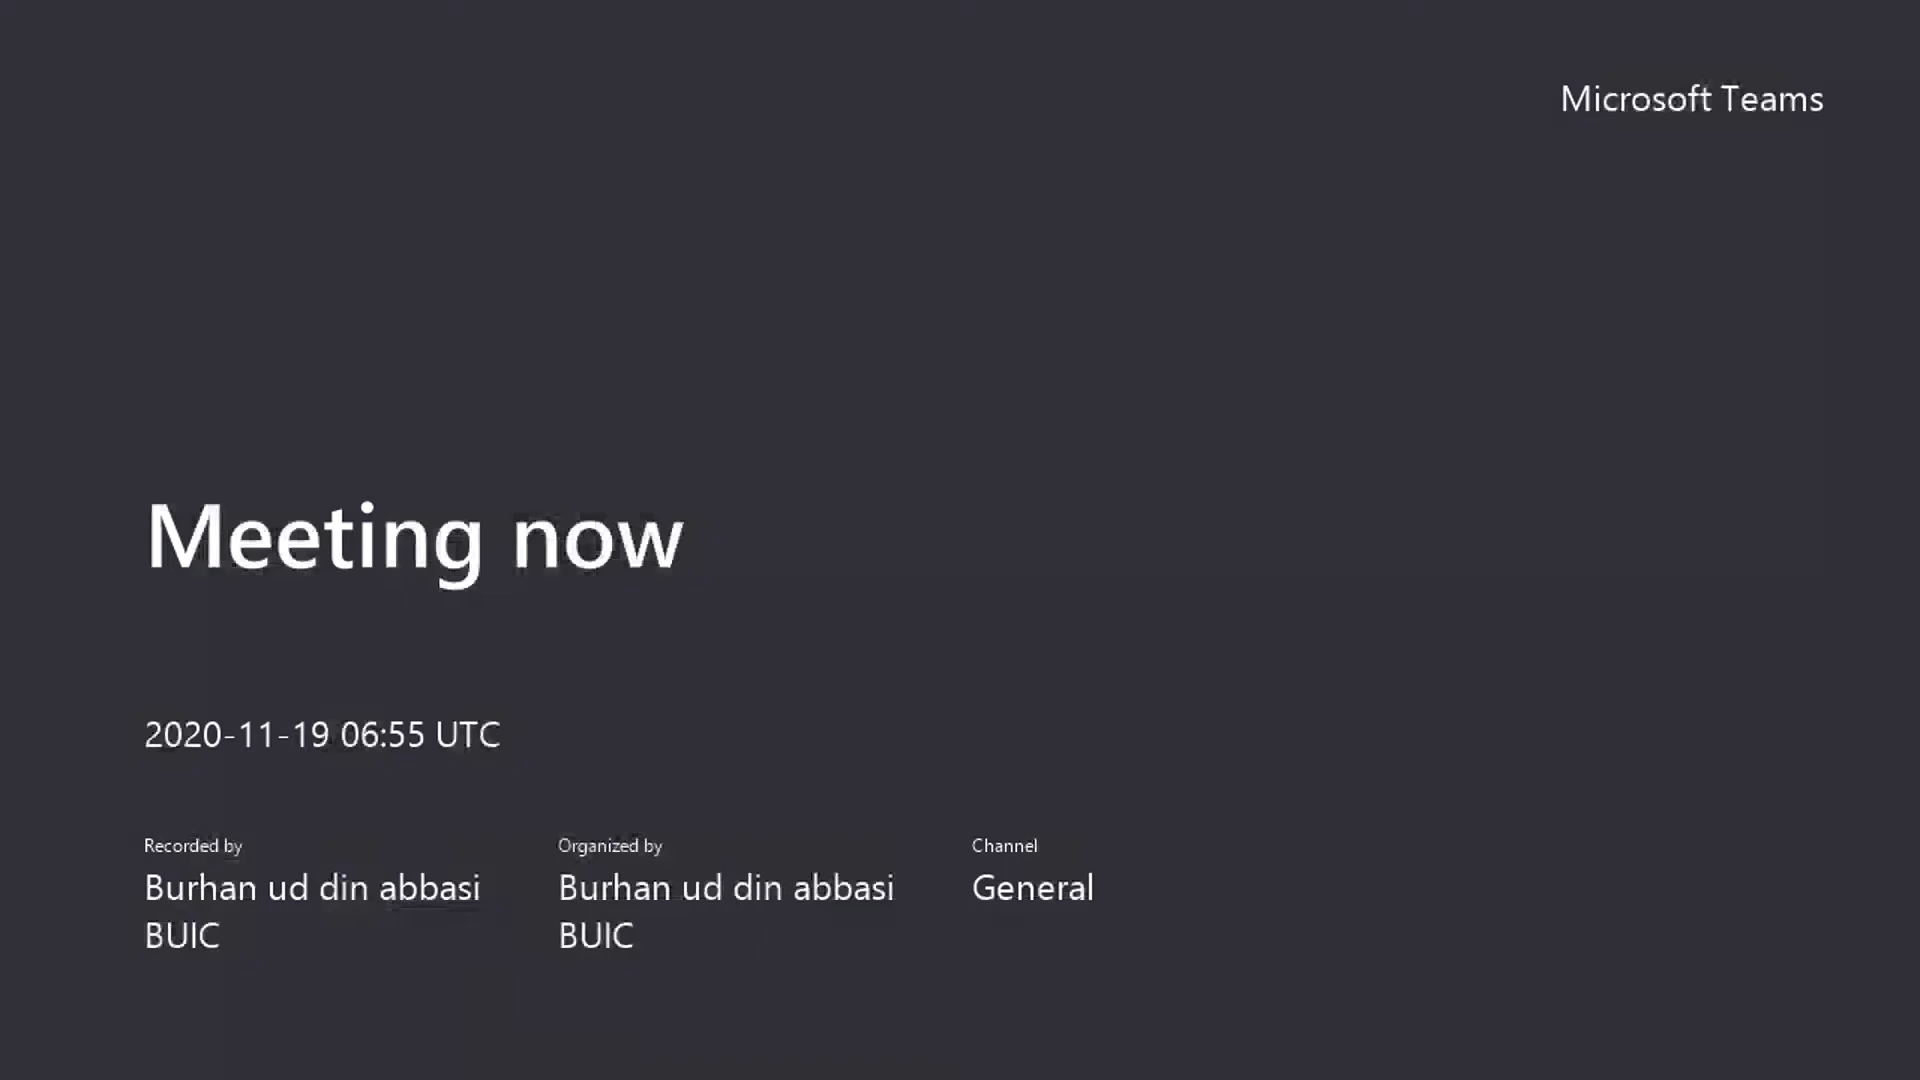 Microsoft Teams
Meeting now
2020-11-19 06:55 UTC
Recorded by
Burhan ud din abbasi
BUIC
Organized by
Burhan ud din abbasi
BUIC
Channel
General